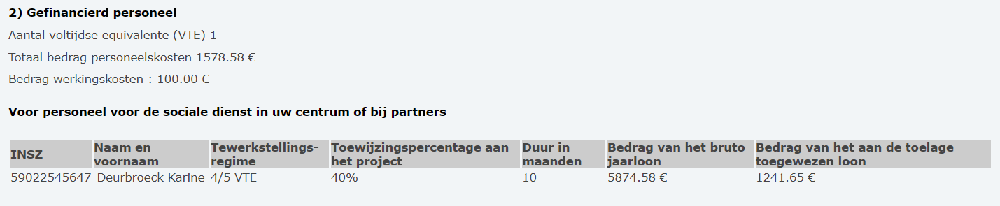 2) Gefinancierd personeel
Aantal voltijdse equivalente (VTE) 1
Totaal bedrag personeelskosten 1578.58 €
Bedrag werkingskosten : 100.00 €
Voor personeel voor de sociale dienst in uw centrum of bij partners
INSZ Naam en voornaam Tewerkstellings-regime Toewijzingspercentage aan het project Duur in maanden Bedrag van het bruto jaarloon Bedrag van het aan de toelage toegewezen loon
59022545647 Deurbroeck Karine 4/5 VTE 40% 10 5874.58 € 1241.65 €